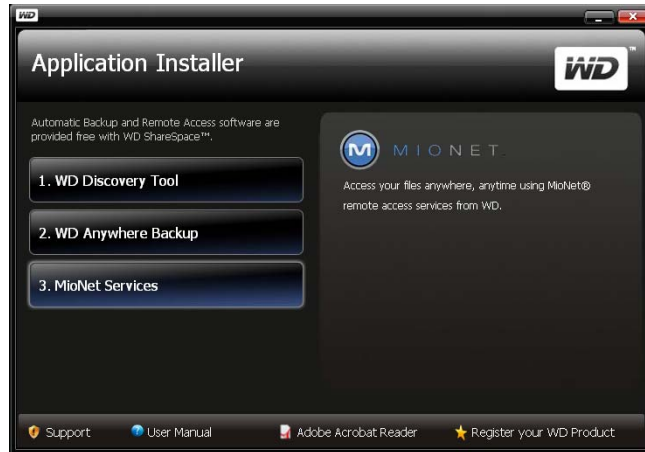 WD
Application Installer
WD™
Automatic Backup and Remote Access software are
provided free with WD ShareSpace™.
1. WD Discovery Tool
2. WD Anywhere Backup
3. MioNet Services
M MIONET
Access your files anywhere, anytime using MioNet®
remote access services from WD.
Support
User Manual
Adobe Acrobat Reader
Register your WD Product